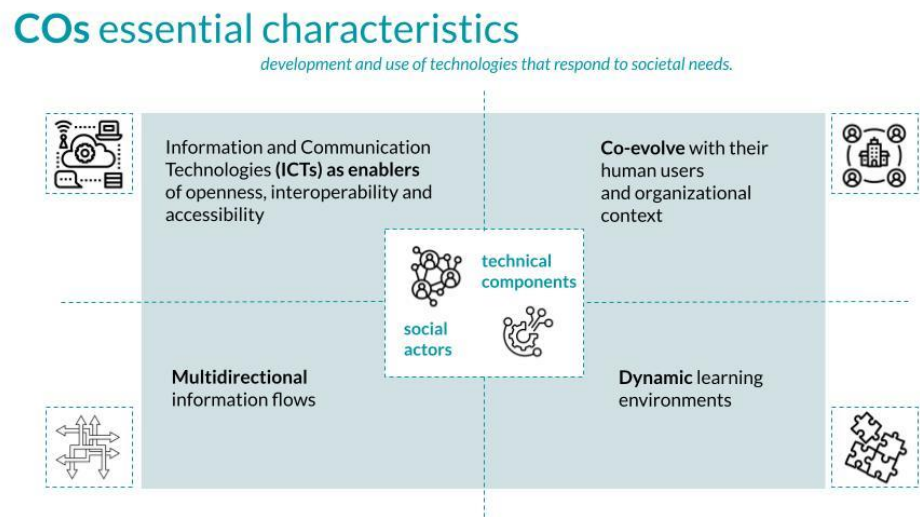 COs essential characteristics
development and use of technologies that respond to societal needs.
Information and Communication
Technologies (ICTs) as enablers
of openness, interoperability and
accessibility
Co-evolve with their
human users
and organizational
context
technical
components
social
actors
Multidirectional
information flows
Dynamic learning
environments